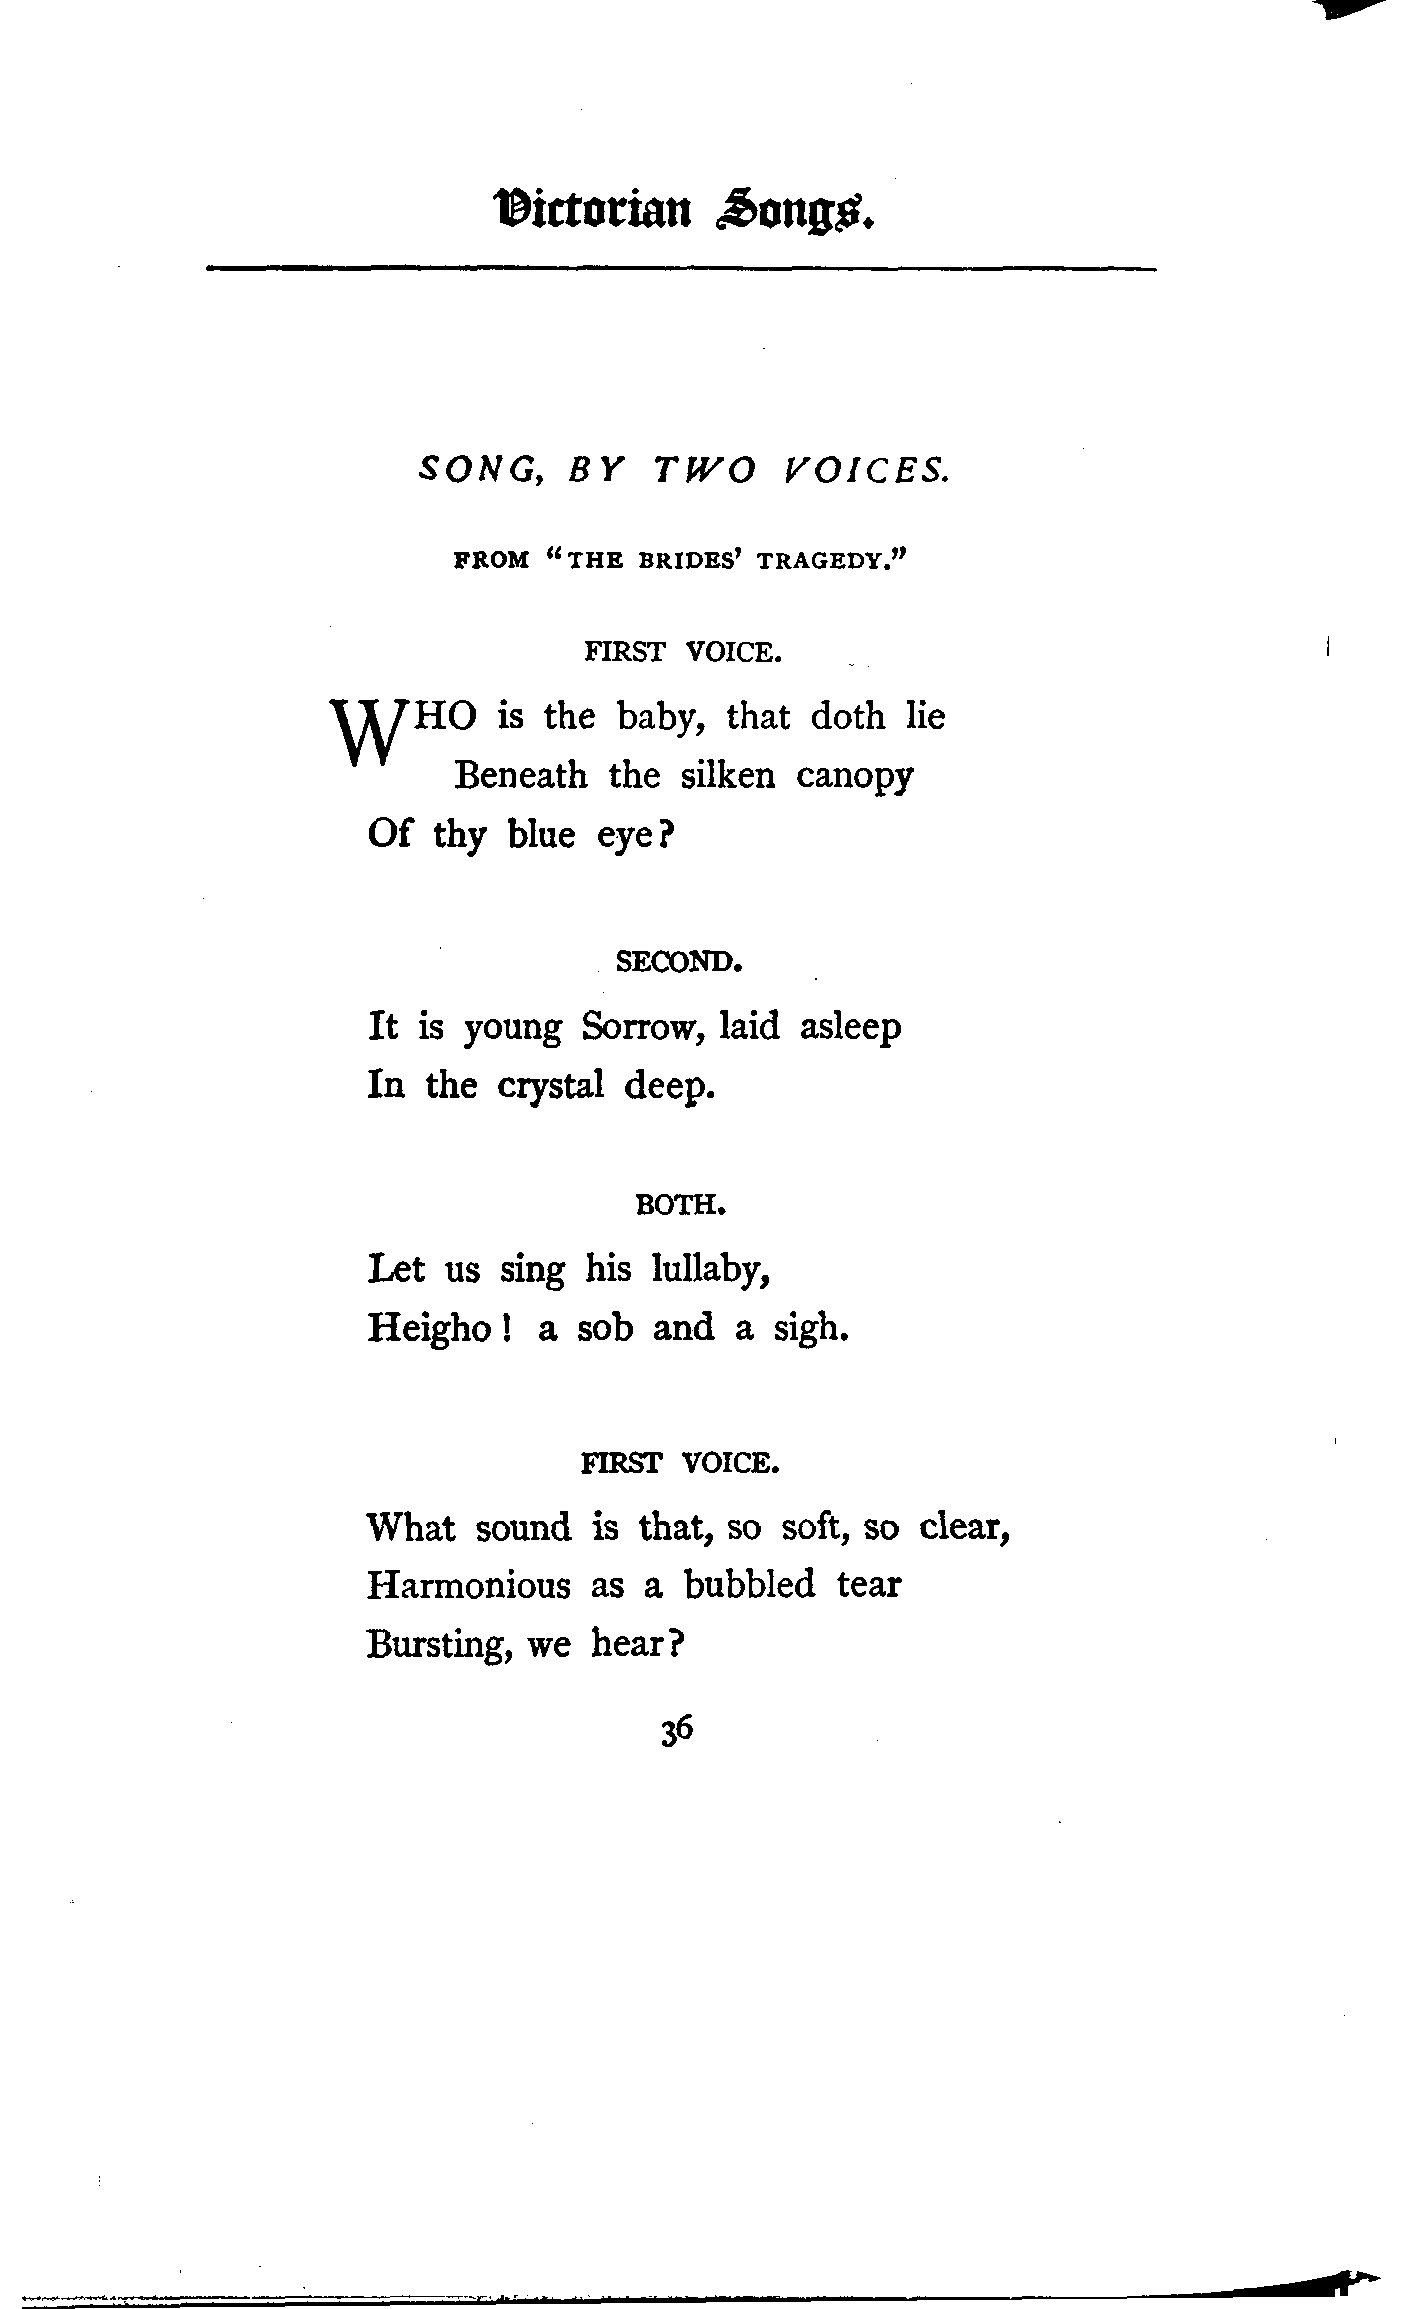 Victorian Songs.
SONG, BY TWO VOICES.
FROM “THE BRIDES’ TRAGEDY.”
FIRST VOICE.
WHO is the baby, that doth lie
Beneath the silken canopy
Of thy blue eye?
SECOND.
It is young Sorrow, laid asleep
In the crystal deep.
BOTH.
Let us sing his lullaby,
Heigho! a sob and a sigh.
FIRST VOICE.
What sound is that, so soft, so clear,
Harmonious as a bubbled tear
Bursting, we hear?
36